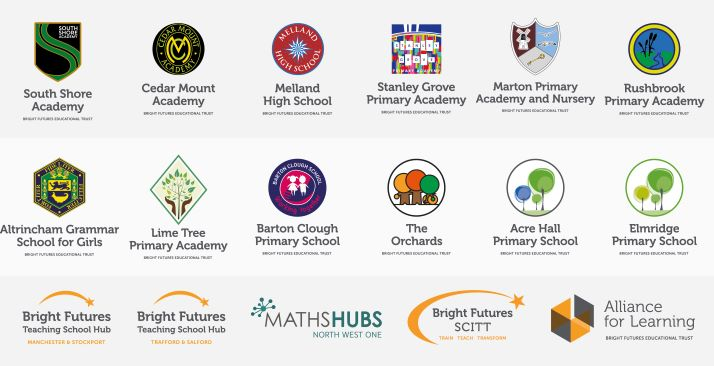 SOUTH
SHORE
ACADEMY
CEDAR MOUNT
ACADEMY
MELLAND
HIGH SCHOOL
STANLEY
GROVE
PRIMARY ACADEMY
South Shore
Academy
BRIGHT FUTURES EDUCATIONAL TRUST
Cedar Mount
Academy
BRIGHT FUTURES EDUCATIONAL TRUST
Melland
High School
BRIGHT FUTURES EDUCATIONAL TRUST
Stanley Grove
Primary Academy
BRIGHT FUTURES EDUCATIONAL TRUST
Marton Primary
Academy and Nursery
BRIGHT FUTURES EDUCATIONAL TRUST
Rushbrook
Primary Academy
BRIGHT FUTURES EDUCATIONAL TRUST
BARTON CLOUGH SCHOOL
Working Together
Altrincham Grammar
School for Girls
BRIGHT FUTURES EDUCATIONAL TRUST
Lime Tree
Primary Academy
BRIGHT FUTURES EDUCATIONAL TRUST
Barton Clough
Primary School
BRIGHT FUTURES EDUCATIONAL TRUST
The
Orchards
BRIGHT FUTURES EDUCATIONAL TRUST
Acre Hall
Primary School
BRIGHT FUTURES EDUCATIONAL TRUST
Elmridge
Primary School
BRIGHT FUTURES EDUCATIONAL TRUST
Bright Futures
Teaching School Hub
MANCHESTER & STOCKPORT
Bright Futures
Teaching School Hub
TRAFFORD & SALFORD
MATHSHUBS
NORTH WEST ONE
Bright Futures
SCITT
TRAIN TEACH TRANSFORM
Alliance
for Learning
BRIGHT FUTURES EDUCATIONAL TRUST